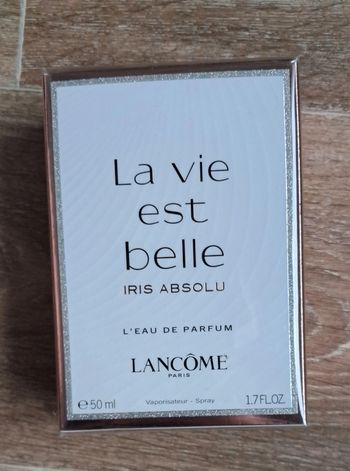 La vie
est
belle
IRIS ABSOLU
L'EAU DE PARFUM
LANCÔME
PARIS
℮ 50 ml Vaporisateur - Spray 1.7 FL.OZ